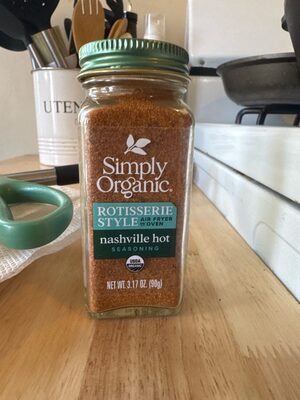 UTEN
Simply
Organic®
ROTISSERIE
STYLE AIR FRYER
OR OVEN
nashville hot
SEASONING
USDA
ORGANIC
NET WT. 3.17 OZ. (90g)